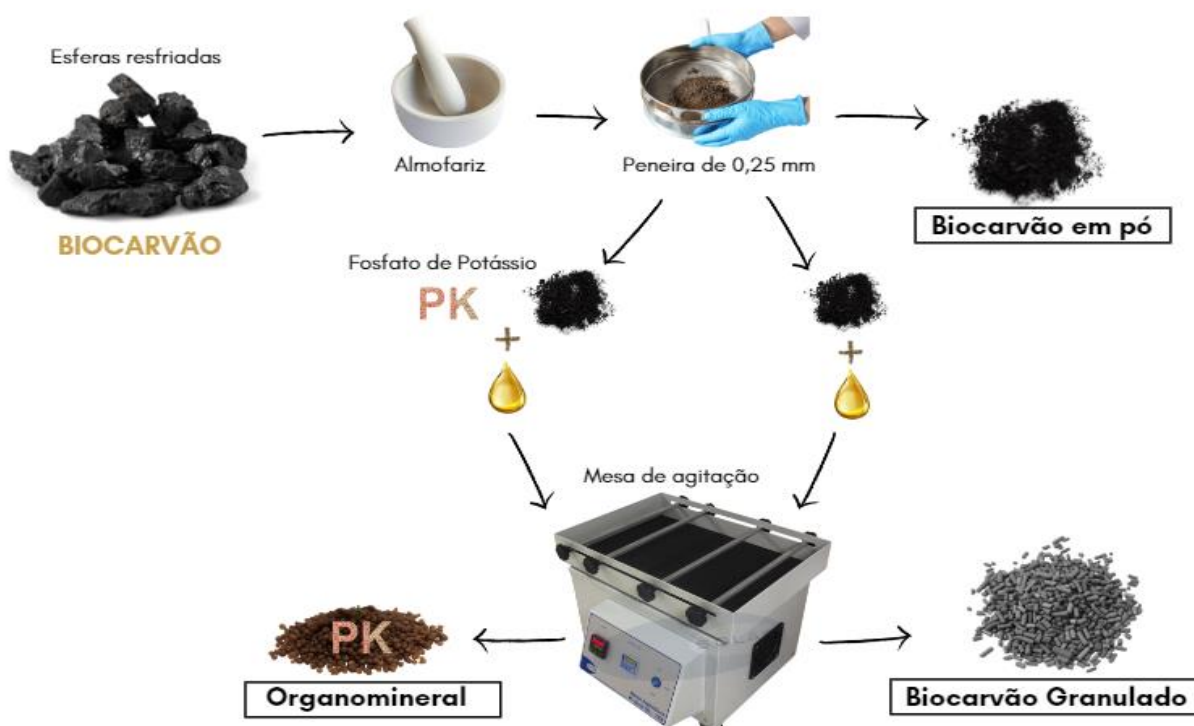 Esferas resfriadas
BIOCARVÃO
Almofariz
Peneira de 0,25 mm
Biocarvão em pó
Fosfato de Potássio
PK
+
+
Mesa de agitação
PK
Organomineral
Biocarvão Granulado